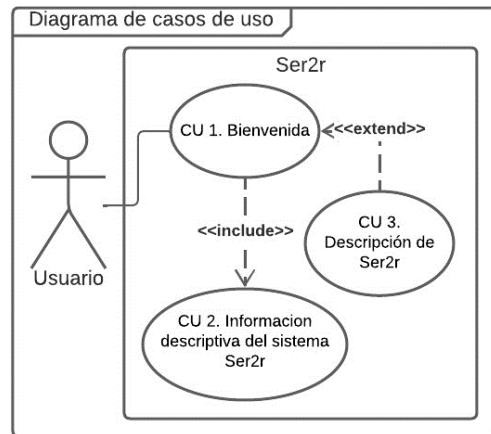 Diagrama de casos de uso
Ser2r
CU 1. Bienvenida
<<extend>>
<<include>>
CU 3.
Descripción de
Ser2r
Usuario
CU 2. Informacion
descriptiva del sistema
Ser2r